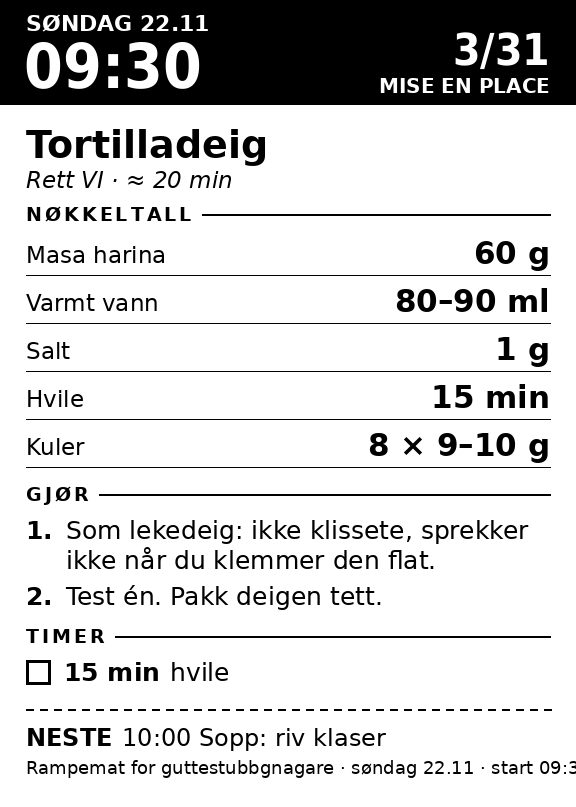 SØNDAG 22.11
09:30
3/31
MISE EN PLACE
Tortilladeig
Rett VI · ≈ 20 min
NØKKELTALL
Masa harina 60 g
Varmt vann 80–90 ml
Salt 1 g
Hvile 15 min
Kuler 8 × 9–10 g
GJØR
1. Som lekedeig: ikke klissete, sprekker
ikke når du klemmer den flat.
2. Test én. Pakk deigen tett.
TIMER
15 min hvile
NESTE 10:00 Sopp: riv klaser
Rampemat for guttestubbgnagare · søndag 22.11 · start 09:3